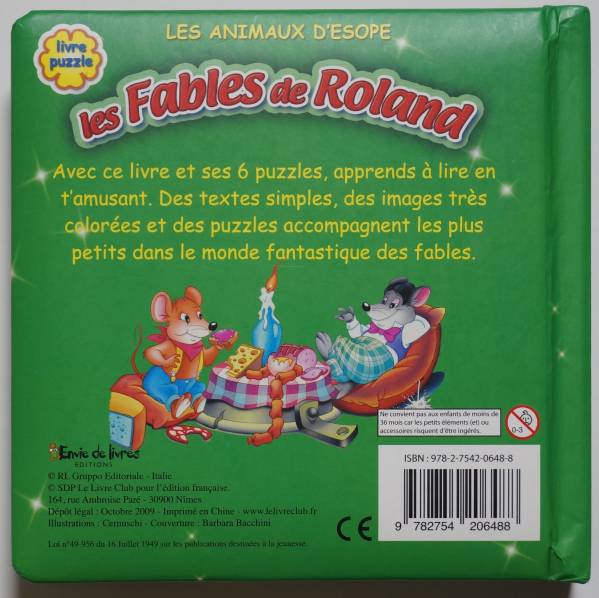 LES ANIMAUX D'ESOPE
livre
puzzle
les Fables de Roland
Avec ce livre et ses 6 puzzles, apprends à lire en
t'amusant. Des textes simples, des images très
colorées et des puzzles accompagnent les plus
petits dans le monde fantastique des fables.
Ne convient pas aux enfants de moins de
36 mois car les petits éléments (et) ou
accessoires risquent d'être ingérés.
0-3
Envie de livres
EDITIONS
© RL Gruppo Editoriale - Italie
© SDP Le Livre Club pour l'édition française.
164, rue Ambroise Paré - 30900 Nîmes
Dépôt légal : Octobre 2009 - Imprimé en Chine - www.lelivreclub.fr
Illustrations : Cernuschi - Couverture : Barbara Bacchini
Loi n°49-956 du 16 Juillet 1949 sur les publications destinées à la jeunesse.
CE
ISBN : 978-2-7542-0648-8
9 782754 206488